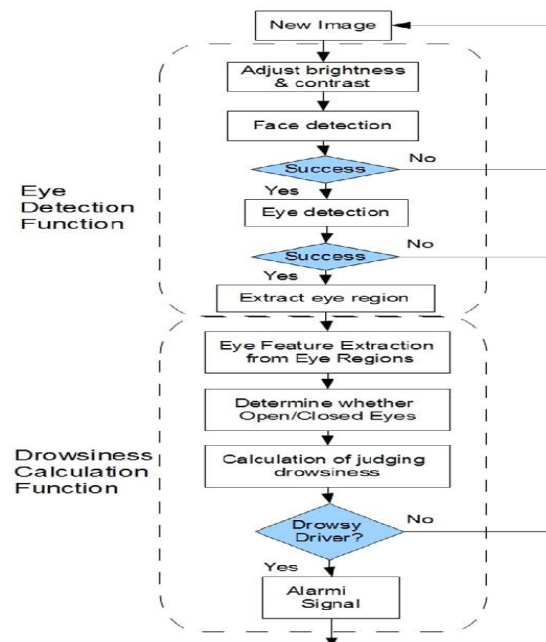 New Image
Adjust brightness
& contrast
Face detection
Success
No
Yes
Eye
Detection
Function
Eye detection
Success
No
Yes
Extract eye region
Eye Feature Extraction
from Eye Regions
Determine whether
Open/Closed Eyes
Drowsiness
Calculation
Function
Calculation of judging
drowsiness
Drowsy
Driver?
No
Yes
Alarmi
Signal